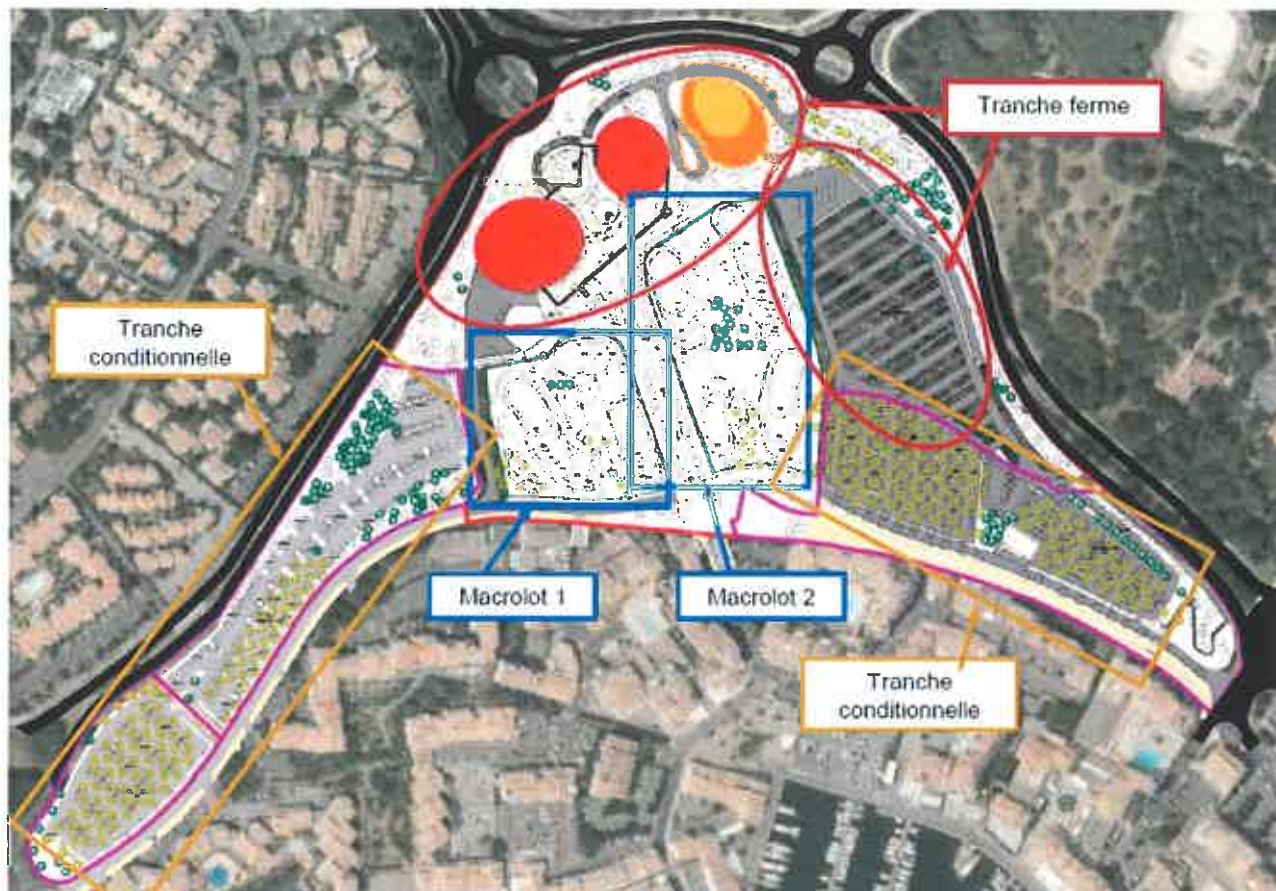 Tranche ferme
Tranche
conditionnelle
Macrolot 1
Macrolot 2
Tranche
conditionnelle